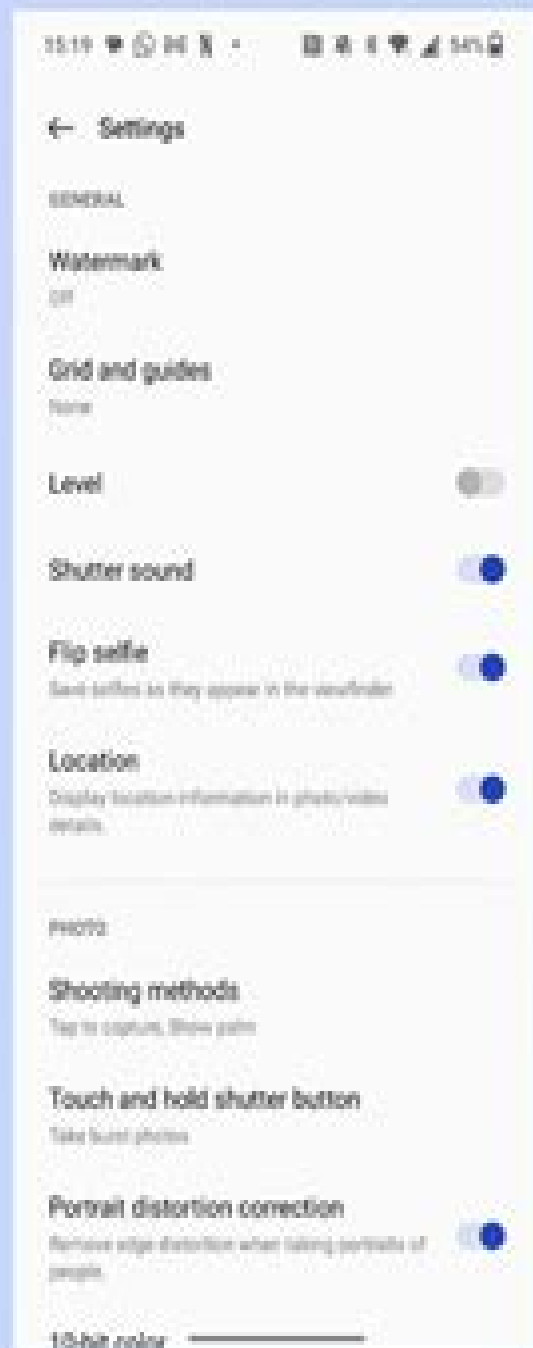 15:19 54%
Settings
GENERAL
Watermark
Off
Grid and guides
None
Level
Shutter sound
Flip selfie
Save selfies as they appear in the viewfinder
Location
Display location information in photo/video
details.
PHOTO
Shooting methods
Tap to capture, Show palm
Touch and hold shutter button
Take burst photos
Portrait distortion correction
Remove edge distortion when taking portraits of
people.
10-bit color